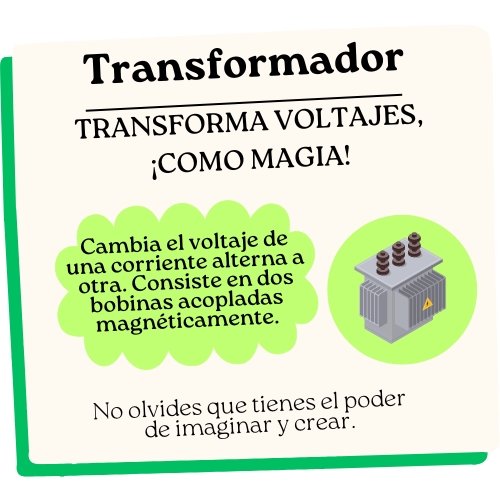 Transformador
TRANSFORMA VOLTAJES,
¡COMO MAGIA!
Cambia el voltaje de
una corriente alterna a
otra. Consiste en dos
bobinas acopladas
magnéticamente.
No olvides que tienes el poder
de imaginar y crear.